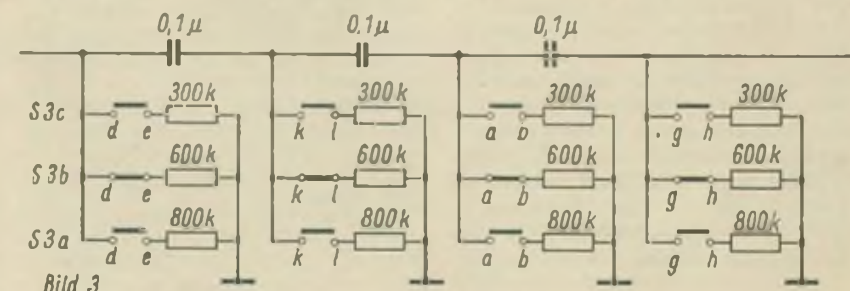 0,1µ 0,1µ 0,1µ
S3c 300k 300k 300k 300k
d e k l a b g h
S3b 600k 600k 600k 600k
d e k l a b g h
S3a 800k 800k 800k 800k
d e k l a b g h
Bild 3